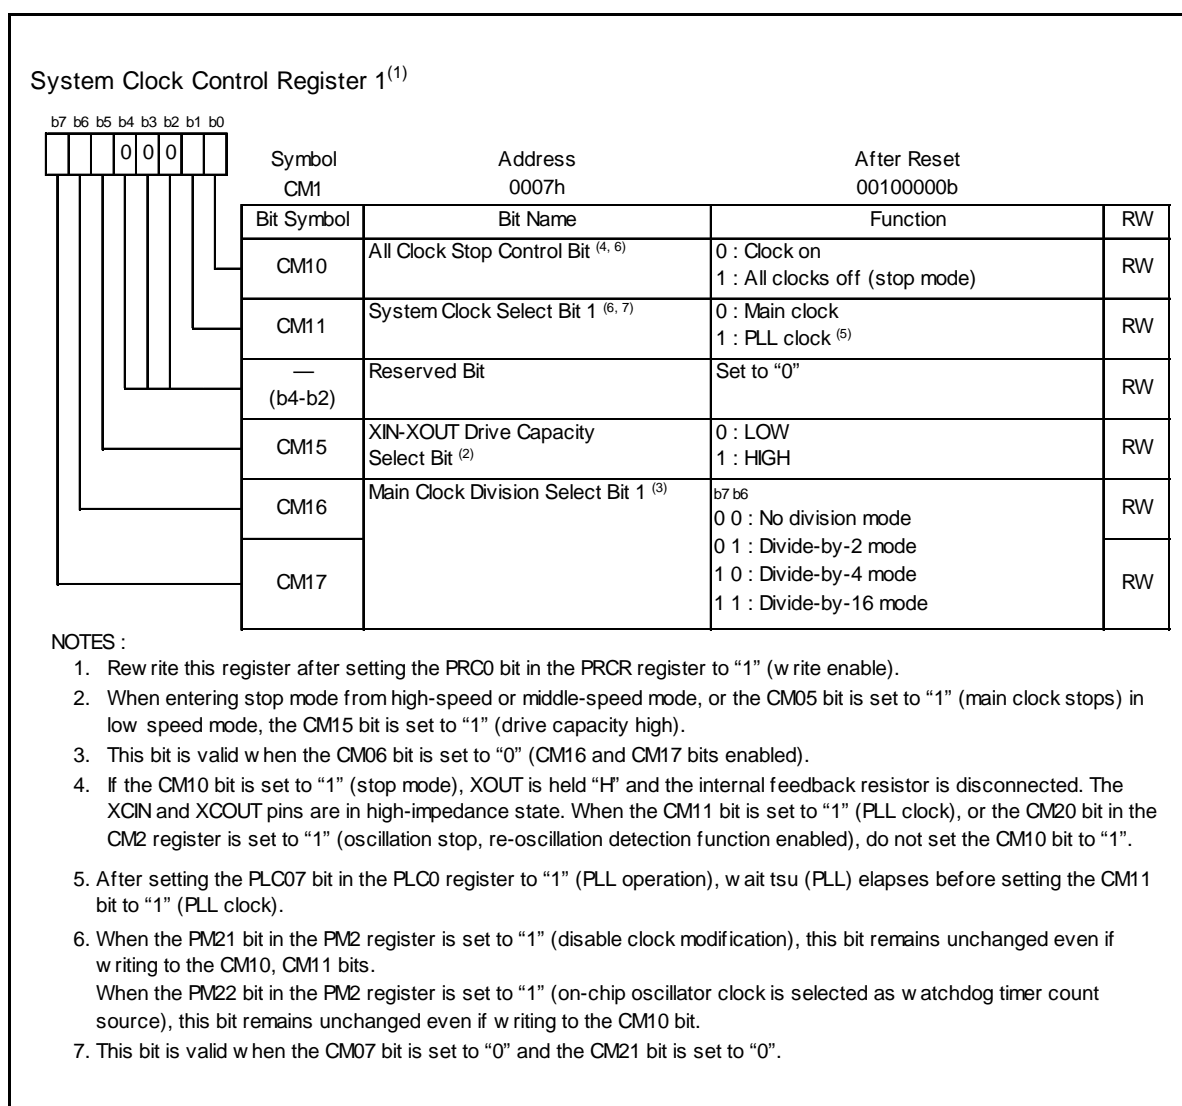 System Clock Control Register 1(1)
b7 b6 b5 b4 b3 b2 b1 b0
0 0 0
Symbol Address After Reset
CM1 0007h 00100000b
Bit Symbol Bit Name Function RW
CM10 All Clock Stop Control Bit (4, 6) 0 : Clock on RW
1 : All clocks off (stop mode)
CM11 System Clock Select Bit 1 (6, 7) 0 : Main clock RW
1 : PLL clock (5)
— Reserved Bit Set to “0” RW
(b4-b2)
CM15 XIN-XOUT Drive Capacity 0 : LOW RW
Select Bit (2) 1 : HIGH
CM16 Main Clock Division Select Bit 1 (3) b7 b6 RW
0 0 : No division mode
0 1 : Divide-by-2 mode
CM17 1 0 : Divide-by-4 mode RW
1 1 : Divide-by-16 mode
NOTES :
1. Rewrite this register after setting the PRC0 bit in the PRCR register to “1” (write enable).
2. When entering stop mode from high-speed or middle-speed mode, or the CM05 bit is set to “1” (main clock stops) in
low speed mode, the CM15 bit is set to “1” (drive capacity high).
3. This bit is valid when the CM06 bit is set to “0” (CM16 and CM17 bits enabled).
4. If the CM10 bit is set to “1” (stop mode), XOUT is held “H” and the internal feedback resistor is disconnected. The
XCIN and XCOUT pins are in high-impedance state. When the CM11 bit is set to “1” (PLL clock), or the CM20 bit in the
CM2 register is set to “1” (oscillation stop, re-oscillation detection function enabled), do not set the CM10 bit to “1”.
5. After setting the PLC07 bit in the PLC0 register to “1” (PLL operation), wait tsu (PLL) elapses before setting the CM11
bit to “1” (PLL clock).
6. When the PM21 bit in the PM2 register is set to “1” (disable clock modification), this bit remains unchanged even if
writing to the CM10, CM11 bits.
When the PM22 bit in the PM2 register is set to “1” (on-chip oscillator clock is selected as watchdog timer count
source), this bit remains unchanged even if writing to the CM10 bit.
7. This bit is valid when the CM07 bit is set to “0” and the CM21 bit is set to “0”.